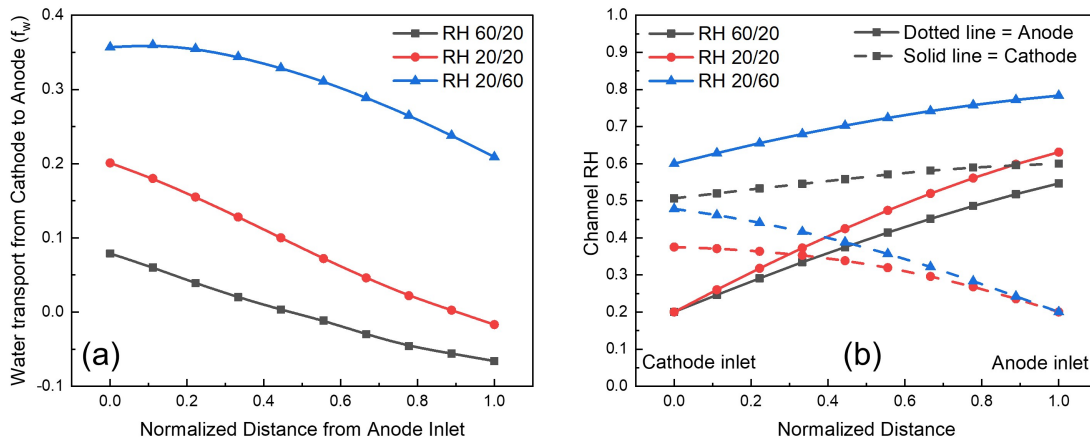 Water transport from Cathode to Anode (fw)
0.4
0.3
0.2
0.1
0.0
-0.1
RH 60/20
RH 20/20
RH 20/60
(a)
0.0 0.2 0.4 0.6 0.8 1.0
Normalized Distance from Anode Inlet
Channel RH
1.0
0.9
0.8
0.7
0.6
0.5
0.4
0.3
0.2
0.1
0.0
RH 60/20
RH 20/20
RH 20/60
Dotted line = Anode
Solid line = Cathode
Cathode inlet
(b)
Anode inlet
0.0 0.2 0.4 0.6 0.8 1.0
Normalized Distance